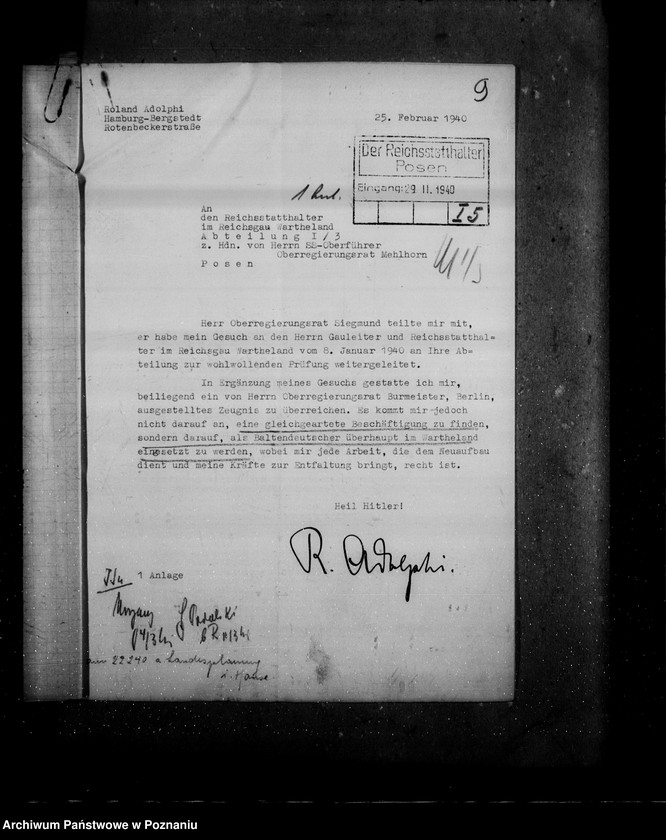 9
Roland Adolphi
Hamburg-Bergstedt
Rotenbeckerstraße
25. Februar 1940
Der Reichsstatthalter
Posen
Eingang: 29. II. 1940
I 5
An
den Reichsstatthalter
im Reichsgau Wartheland
A b t e i l u n g  I / 3
z. Hdn. von Herrn SS-Oberführer
Oberregierungsrat Mehlhorn
P o s e n
Herr Oberregierungsrat Siegmund teilte mir mit,
er habe mein Gesuch an den Herrn Gauleiter und Reichsstatthal=
ter im Reichsgau Wartheland vom 8. Januar 1940 an Ihre Ab=
teilung zur wohlwollenden Prüfung weitergeleitet.
In Ergänzung meines Gesuchs gestatte ich mir,
beiliegend ein von Herrn Oberregierungsrat Burmeister, Berlin,
ausgestelltes Zeugnis zu überreichen. Es kommt mir jedoch
nicht darauf an, eine gleichgeartete Beschäftigung zu finden,
sondern darauf, als Baltendeutscher überhaupt im Wartheland
eingesetzt zu werden, wobei mir jede Arbeit, die dem Neuaufbau
dient und meine Kräfte zur Entfaltung bringt, recht ist.
Heil Hitler!
R. Adolphi.
1 Anlage
22240 a Landesplanung
Archiwum Państwowe w Poznaniu